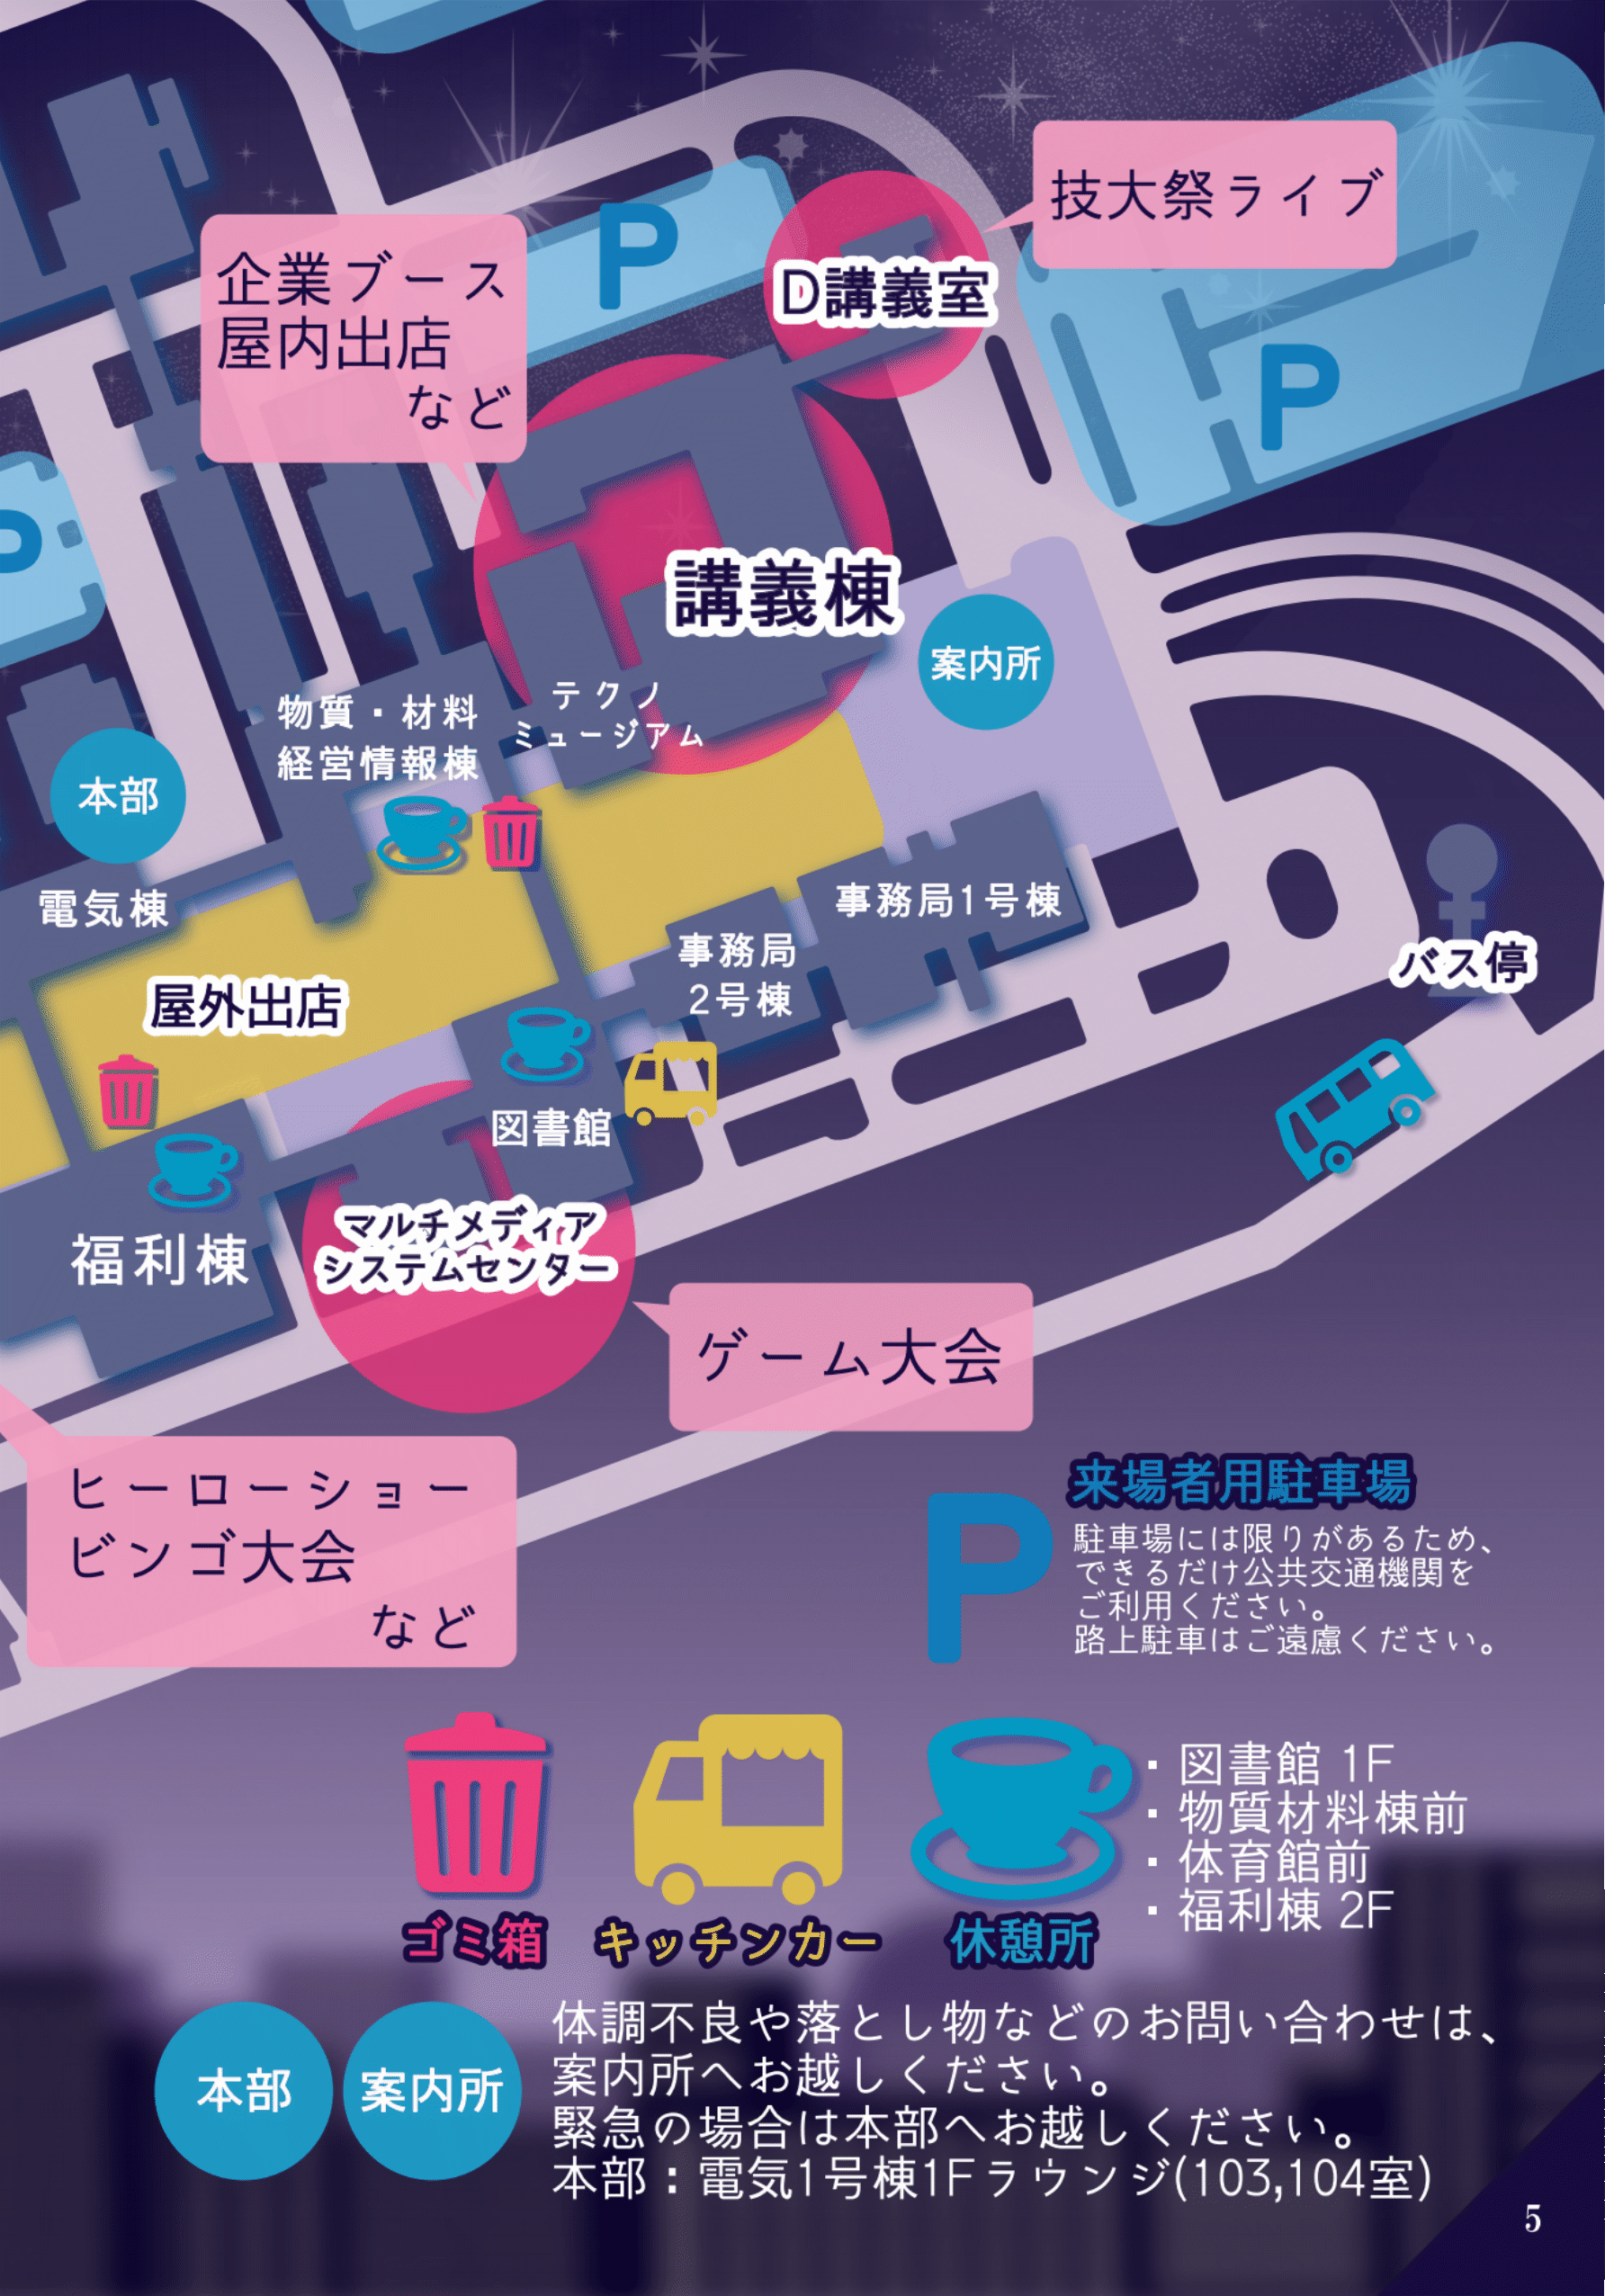 技大祭ライブ
企業ブース
屋内出店
など
P
D講義室
P
P
講義棟
案内所
物質・材料
経営情報棟
テクノ
ミュージアム
本部
電気棟
事務局1号棟
事務局
2号棟
バス停
屋外出店
図書館
福利棟
マルチメディア
システムセンター
ゲーム大会
ヒーローショー
ビンゴ大会
など
P
来場者用駐車場
駐車場には限りがあるため、
できるだけ公共交通機関を
ご利用ください。
路上駐車はご遠慮ください。
ゴミ箱
キッチンカー
休憩所
・図書館 1F
・物質材料棟前
・体育館前
・福利棟 2F
本部
案内所
体調不良や落とし物などのお問い合わせは、
案内所へお越しください。
緊急の場合は本部へお越しください。
本部：電気1号棟1Fラウンジ(103,104室)
5